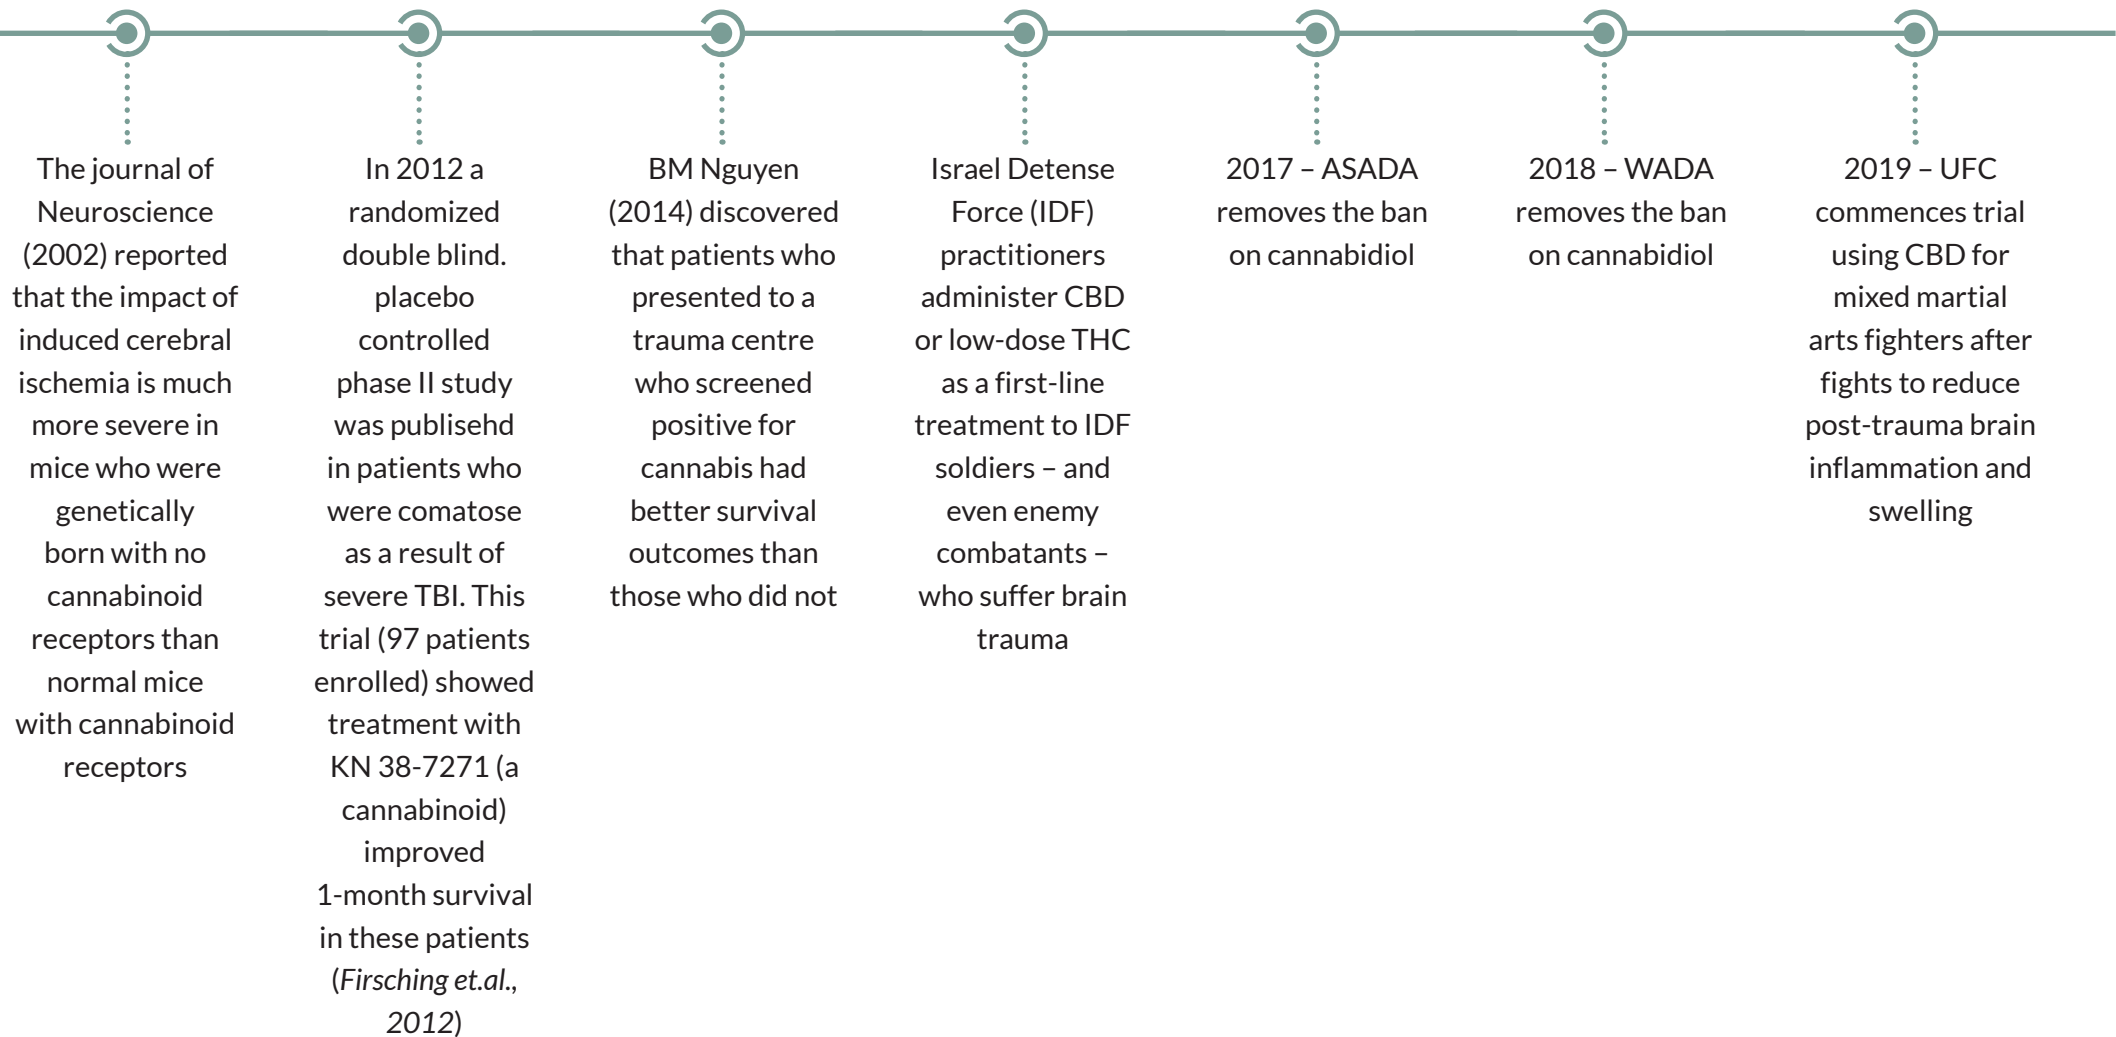 The journal of
Neuroscience
(2002) reported
that the impact of
induced cerebral
ischemia is much
more severe in
mice who were
genetically
born with no
cannabinoid
receptors than
normal mice
with cannabinoid
receptors
In 2012 a
randomized
double blind.
placebo
controlled
phase II study
was publisehd
in patients who
were comatose
as a result of
severe TBI. This
trial (97 patients
enrolled) showed
treatment with
KN 38-7271 (a
cannabinoid)
improved
1-month survival
in these patients
(Firsching et.al.,
2012)
BM Nguyen
(2014) discovered
that patients who
presented to a
trauma centre
who screened
positive for
cannabis had
better survival
outcomes than
those who did not
Israel Detense
Force (IDF)
practitioners
administer CBD
or low-dose THC
as a first-line
treatment to IDF
soldiers – and
even enemy
combatants –
who suffer brain
trauma
2017 – ASADA
removes the ban
on cannabidiol
2018 – WADA
removes the ban
on cannabidiol
2019 – UFC
commences trial
using CBD for
mixed martial
arts fighters after
fights to reduce
post-trauma brain
inflammation and
swelling